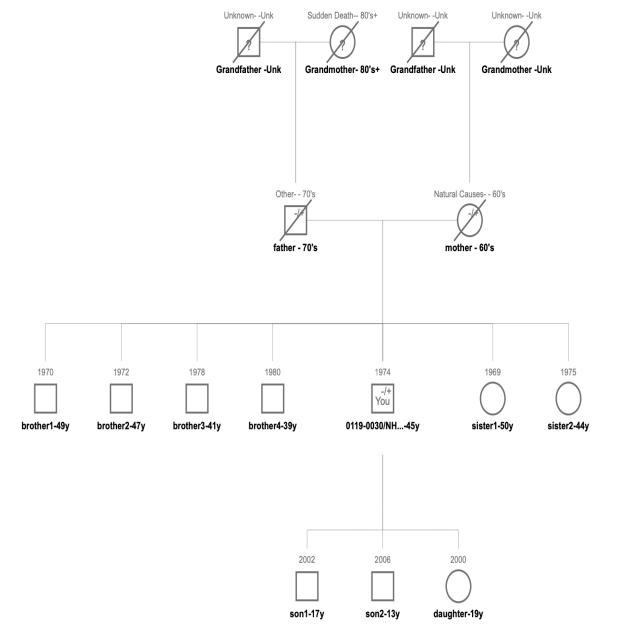 Unknown- -Unk Sudden Death-- 80's+ Unknown- -Unk Unknown- -Unk
? ? ? ?
Grandfather -Unk Grandmother- 80's+ Grandfather -Unk Grandmother -Unk
Other- - 70's Natural Causes- - 60's
-/+ -/+
father - 70's mother - 60's
1970 1972 1978 1980 1974 1969 1975
-/+
You
brother1-49y brother2-47y brother3-41y brother4-39y 0119-0030/NH...-45y sister1-50y sister2-44y
2002 2006 2000
son1-17y son2-13y daughter-19y